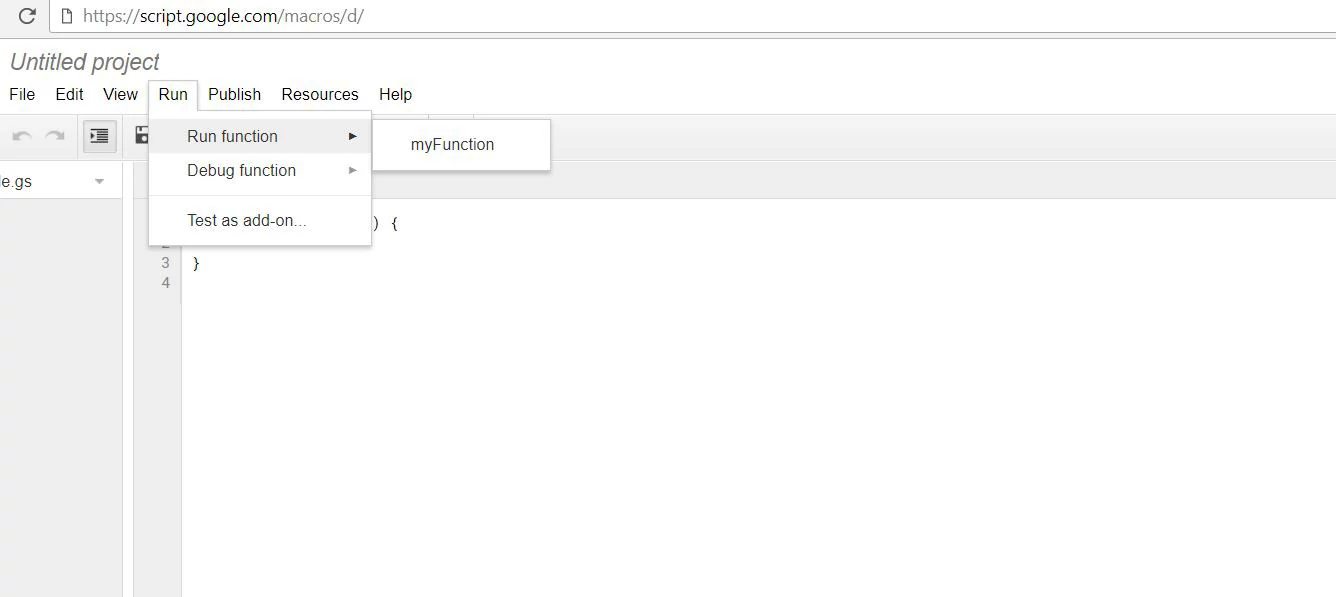 https://script.google.com/macros/d/
Untitled project
File Edit View Run Publish Resources Help
Run function ►
myFunction
Debug function ►
e.gs
Test as add-on...
) {
3 }
4